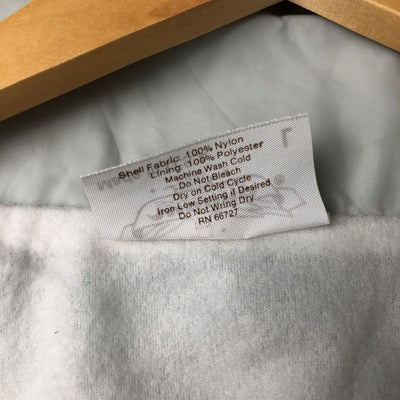 Shell Fabric: 100% Nylon
Lining: 100% Polyester
Machine Wash Cold
Do Not Bleach
Dry on Cold Cycle
Iron Low Setting if Desired
Do Not Wring Dry
RN 66727